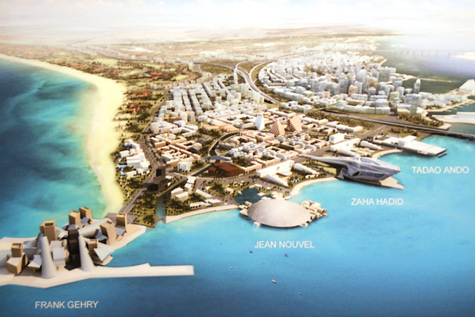 TADAO ANDO
ZAHA HADID
JEAN NOUVEL
FRANK GEHRY